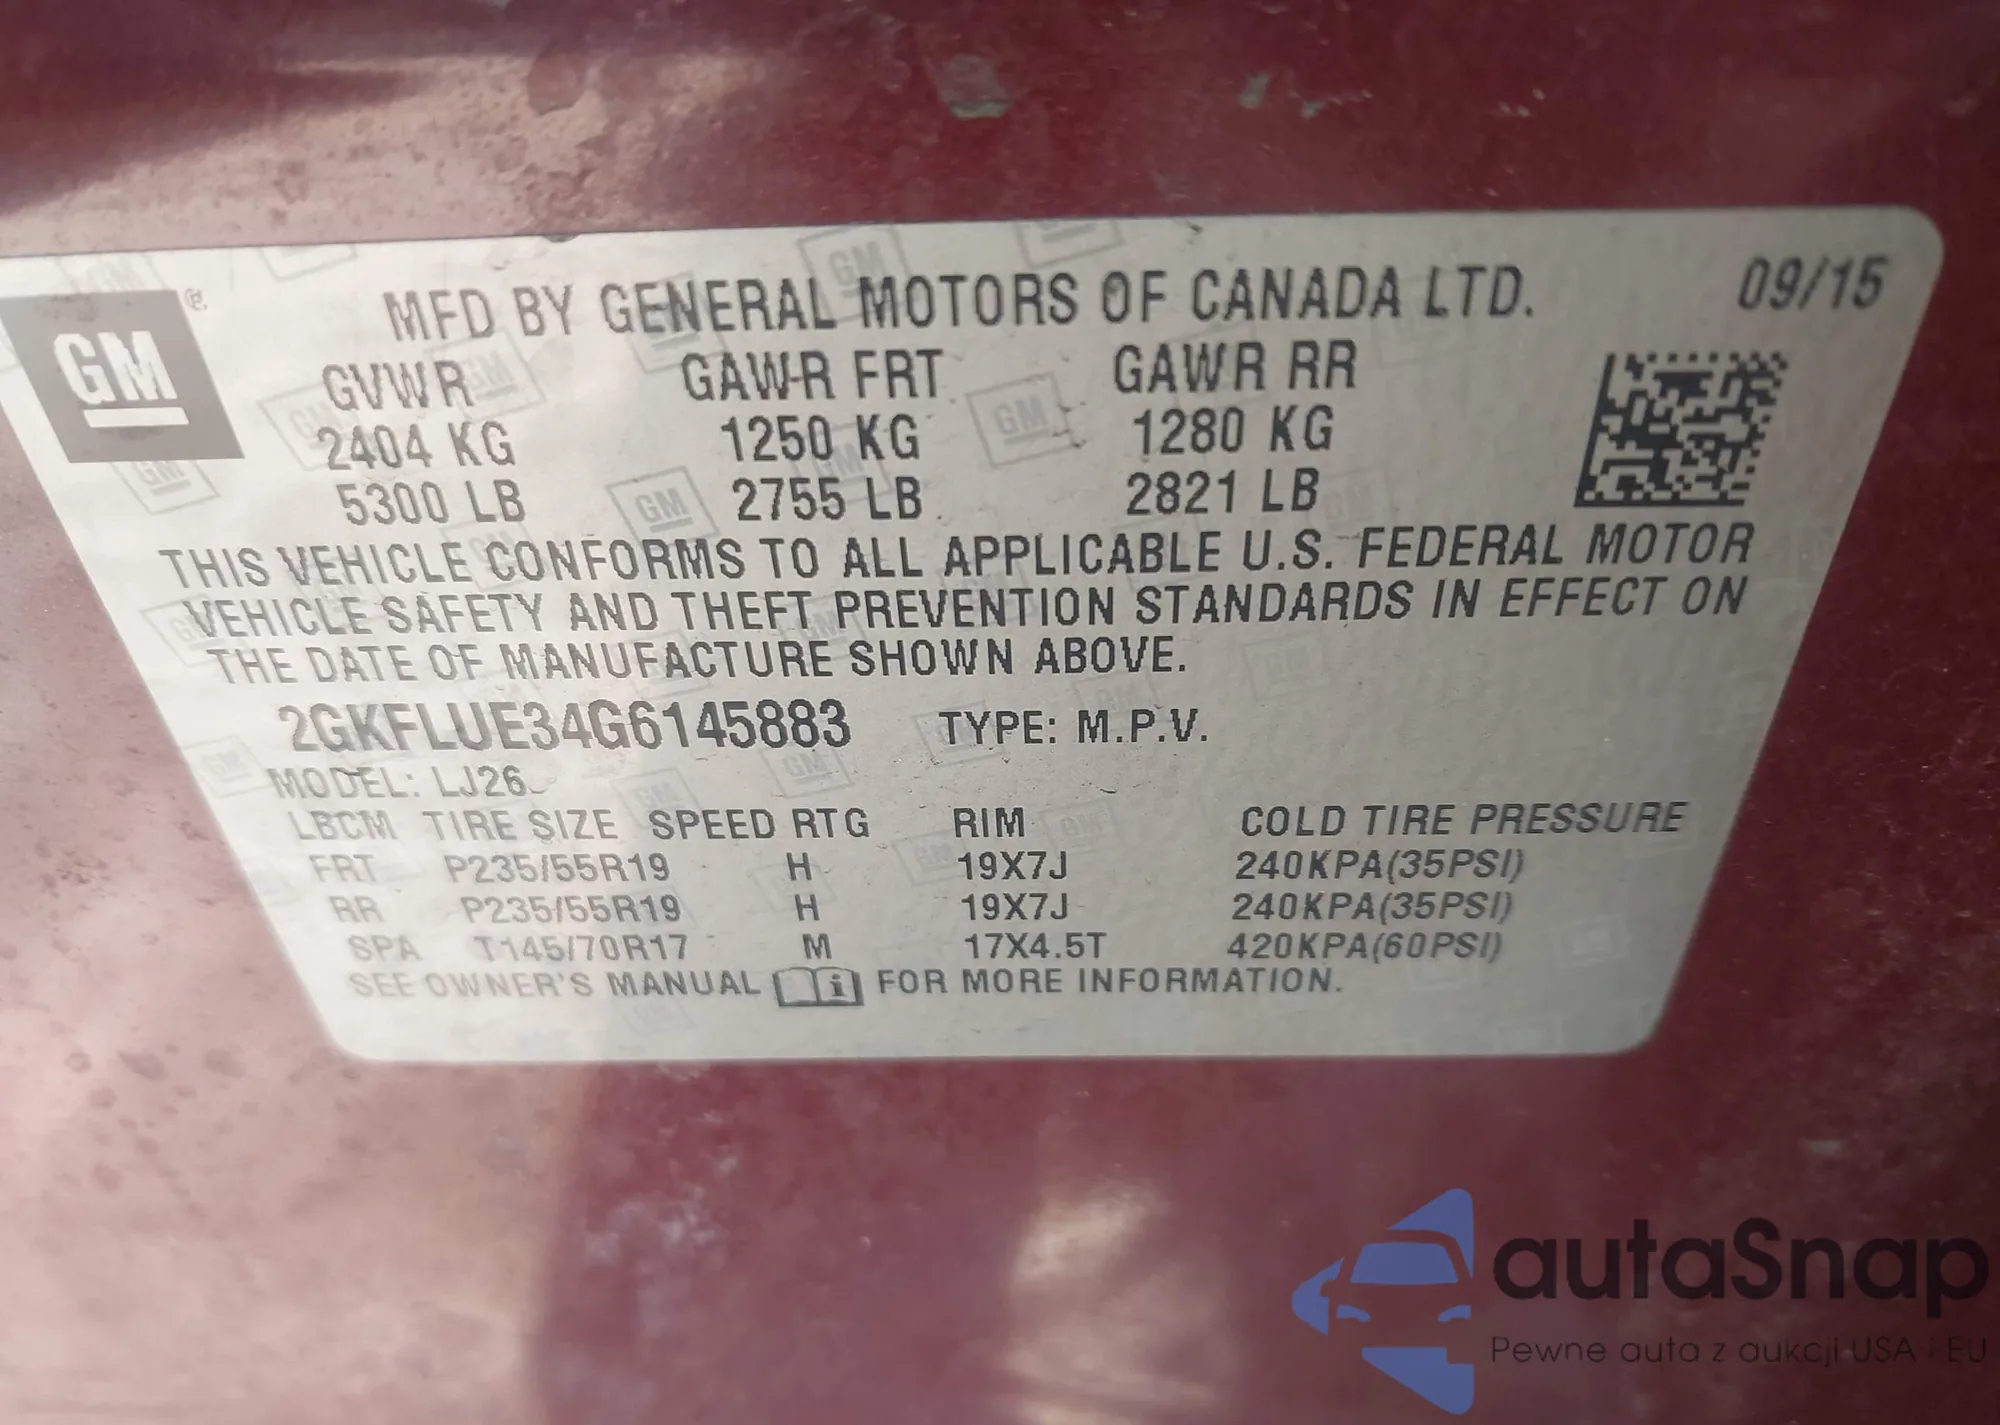 GM
®
MFD BY GENERAL MOTORS OF CANADA LTD. 09/15
GVWR GAWR FRT GAWR RR
2404 KG 1250 KG 1280 KG
5300 LB 2755 LB 2821 LB
THIS VEHICLE CONFORMS TO ALL APPLICABLE U.S. FEDERAL MOTOR
VEHICLE SAFETY AND THEFT PREVENTION STANDARDS IN EFFECT ON
THE DATE OF MANUFACTURE SHOWN ABOVE.
2GKFLUE34G6145883 TYPE: M.P.V.
MODEL: LJ26
LBCM TIRE SIZE SPEED RTG RIM COLD TIRE PRESSURE
FRT P235/55R19 H 19X7J 240KPA(35PSI)
RR P235/55R19 H 19X7J 240KPA(35PSI)
SPA T145/70R17 M 17X4.5T 420KPA(60PSI)
SEE OWNER'S MANUAL i FOR MORE INFORMATION.
autaSnap
Pewne auta z aukcji USA i EU